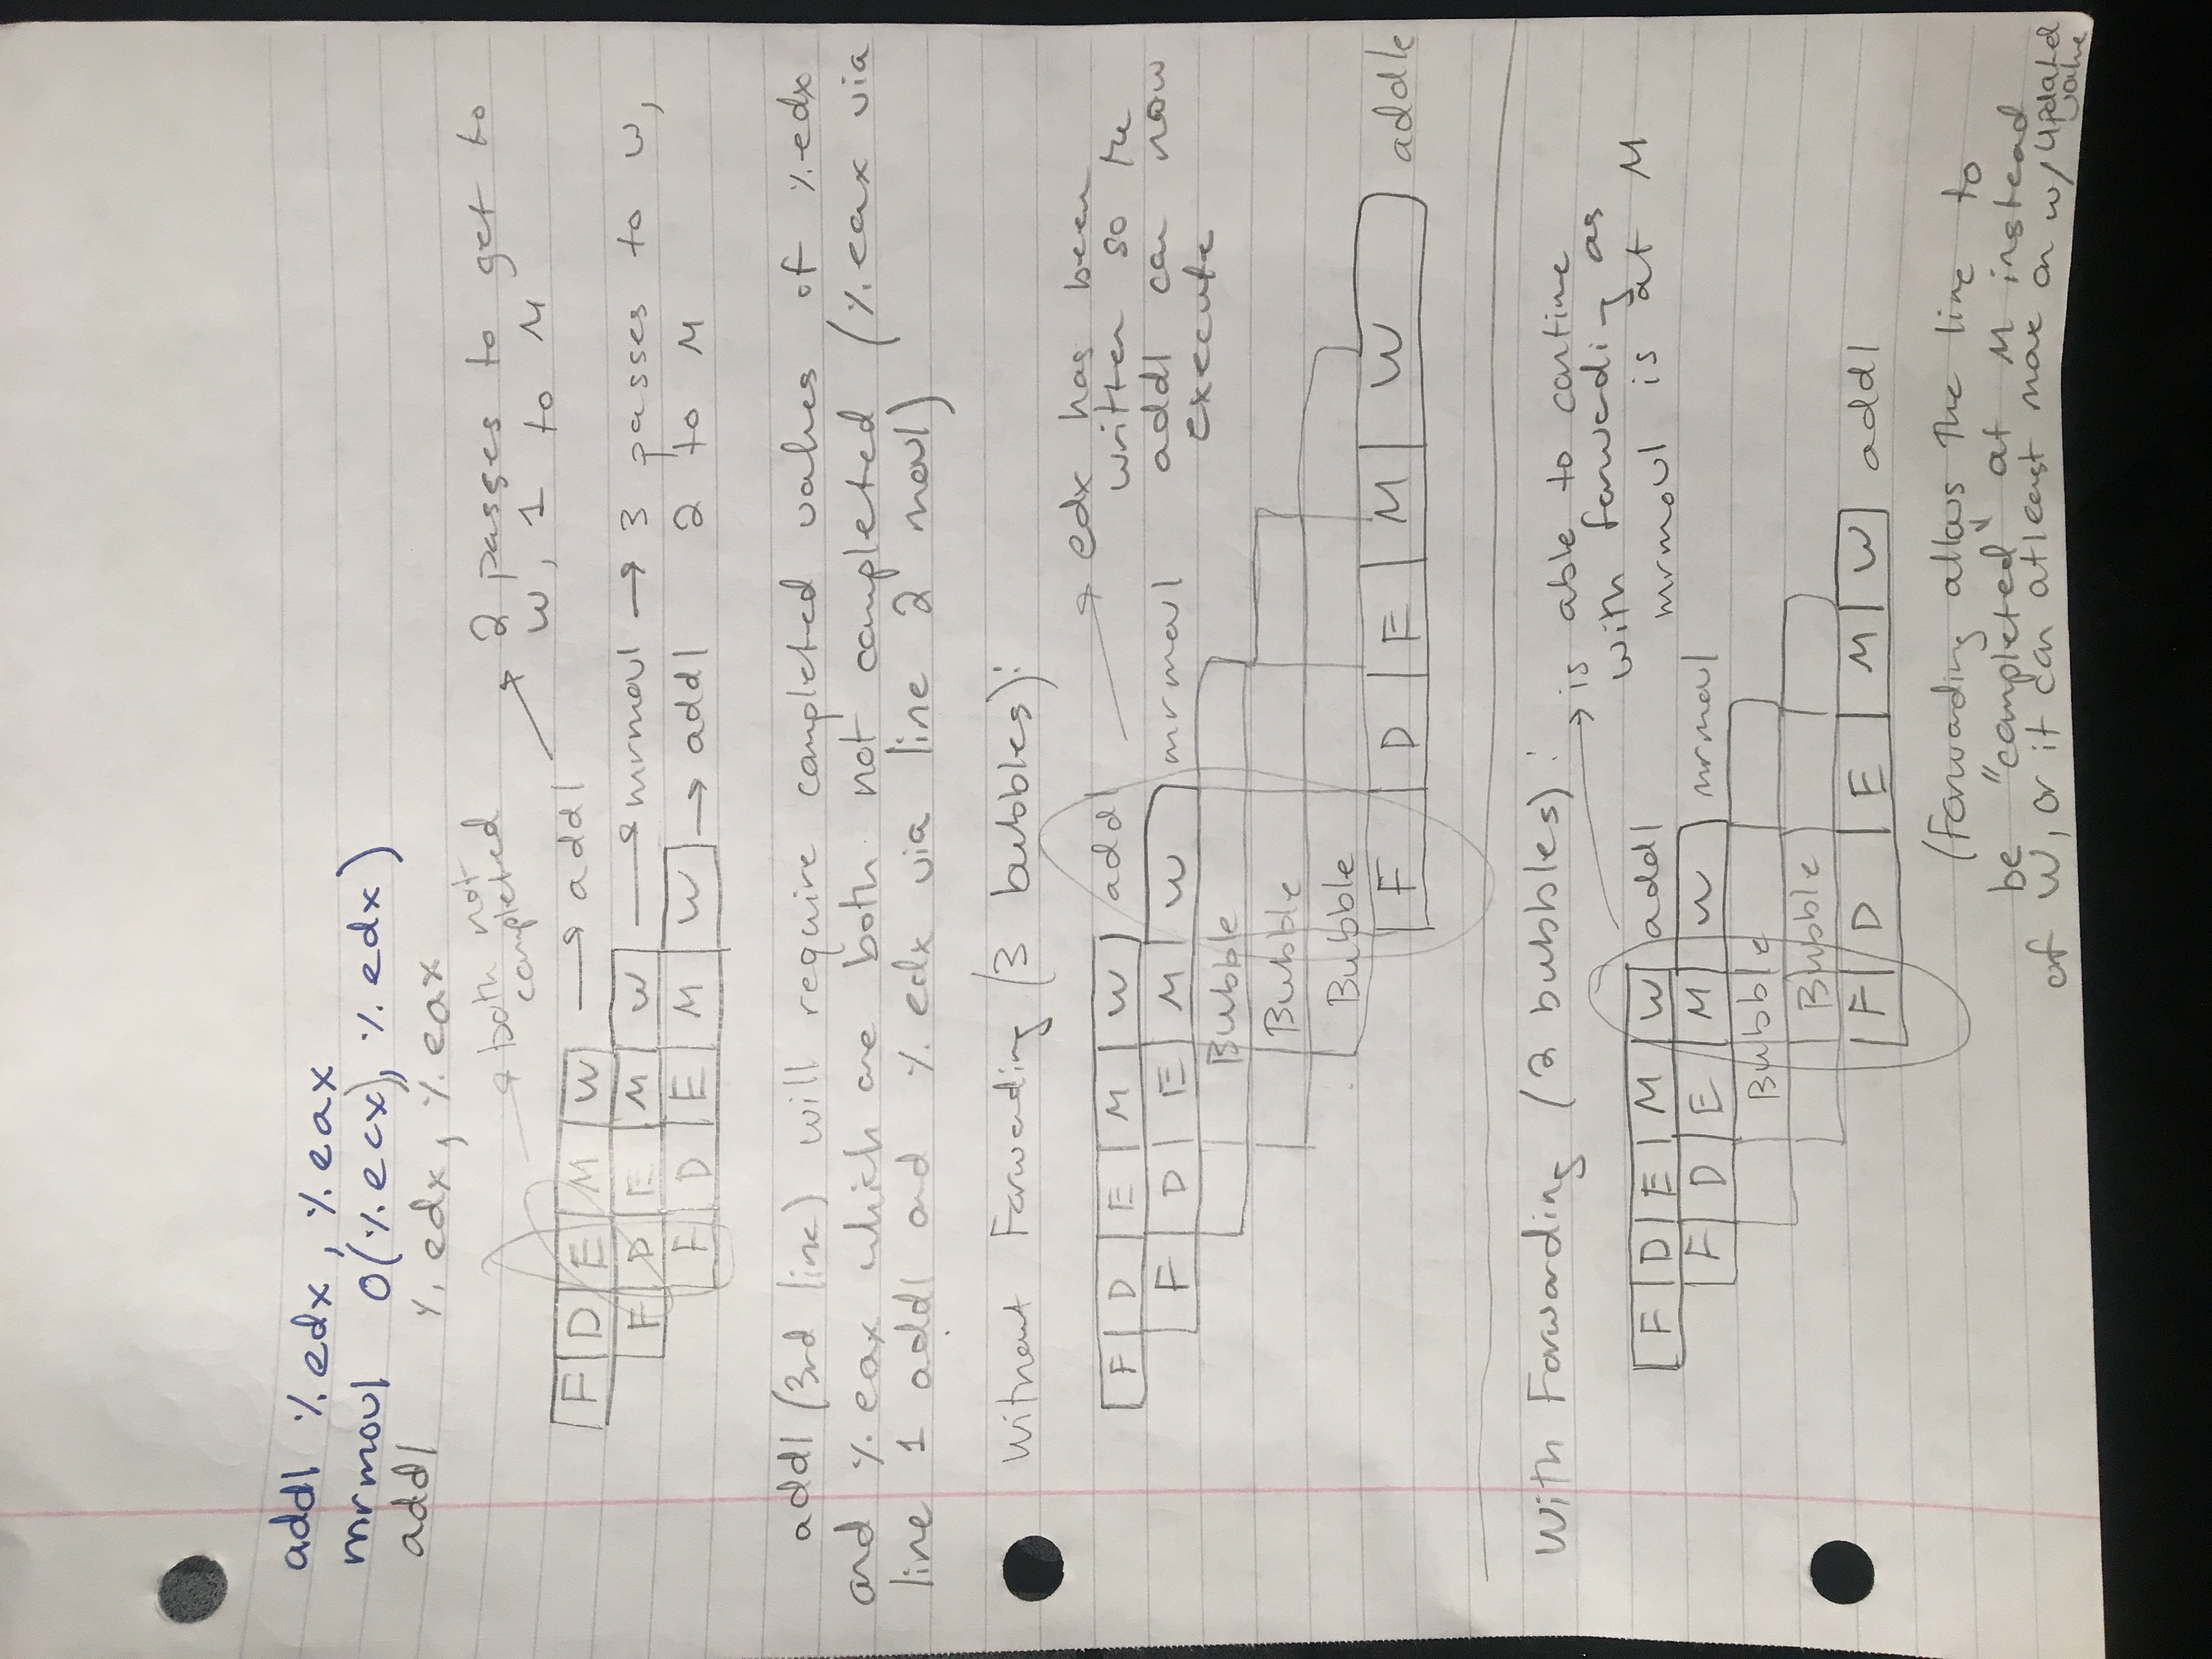 addl %edx, %eax
mrmovl 0(%ecx), %edx)
addl %edx, %eax
both not
completed
2 passes to get to
W, 1 to M
F D E M W → addl
F D E M W → mrmovl → 3 passes to W,
F D E M W → addl 2 to M
addl (3rd line) will require completed values of %edx
and %eax which are both not completed (%eax via
line 1 addl and %edx via line 2 movl)
Without Forwarding (3 bubbles):
edx has been
written so the
addl can now
execute
F D E M W addl
F D E M W mrmovl
Bubble
Bubble
Bubble
F D E M W addl
With Forwarding (2 bubbles):
is able to contine
with forwading as
mrmovl is at M
F D E M W addl
F D E M W mrmovl
Bubble
Bubble
F D E M W addl
(Forwarding allows the line to
be "completed" at M instead
of W, or it can atleast move on w/ updated
value